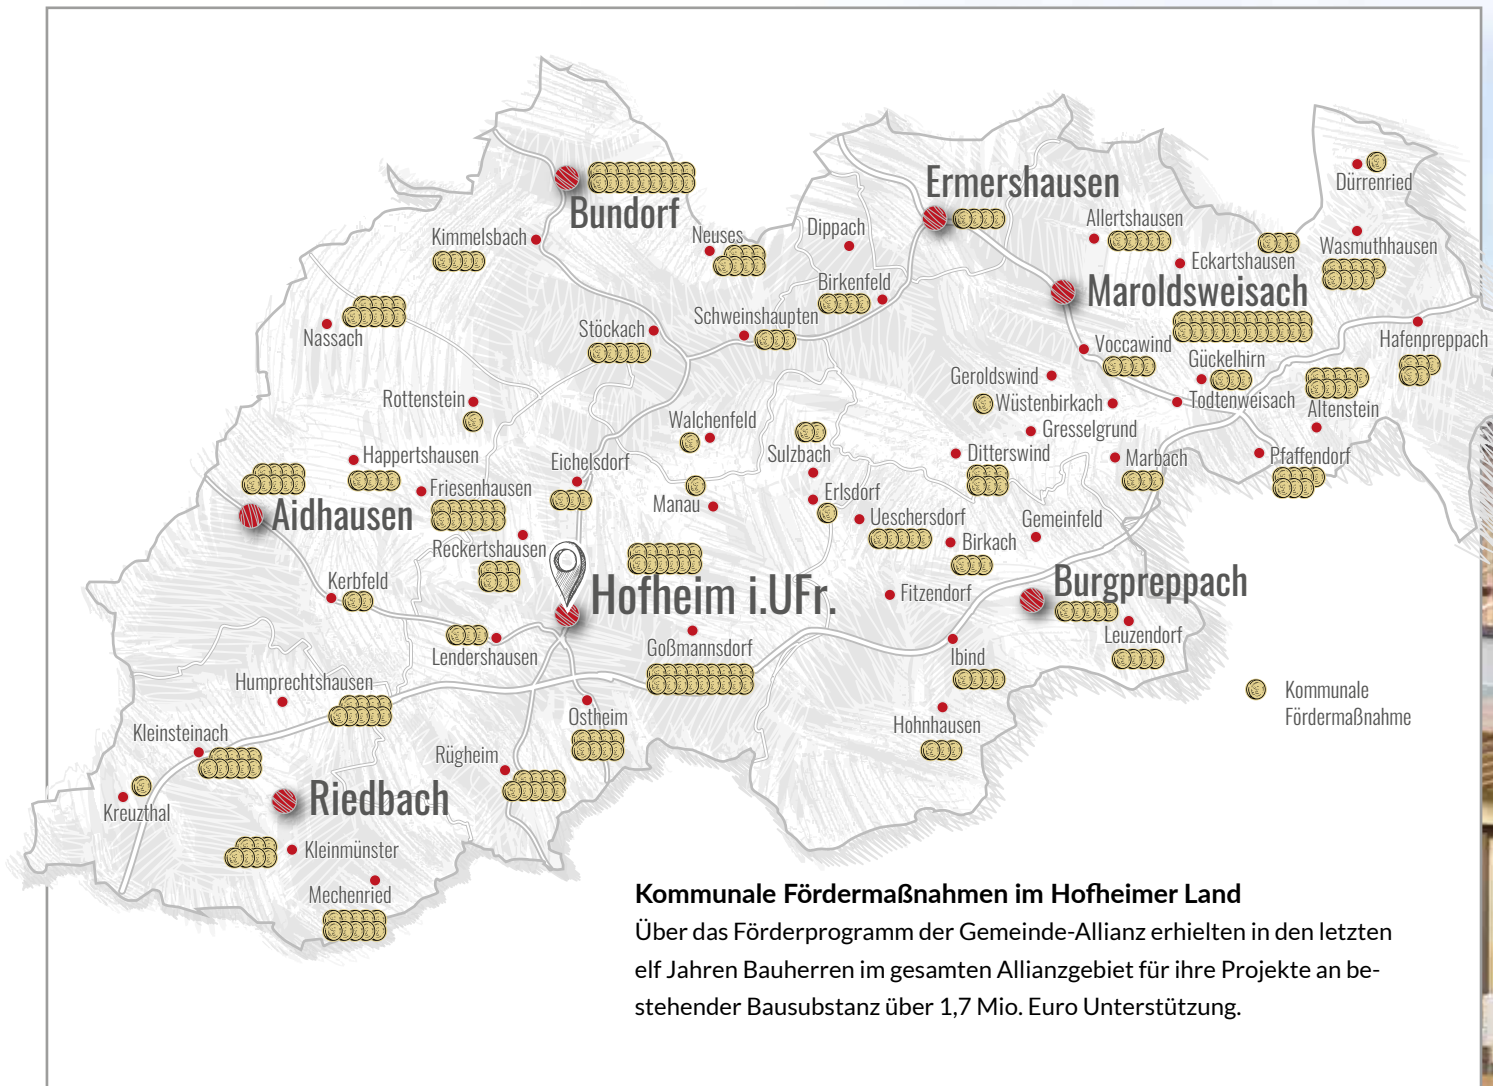 Bundorf
Kimmelsbach
Neuses
Dippach
Ermershausen
Allertshausen
Eckartshausen
Dürrenried
Wasmuthhausen
Birkenfeld
Maroldsweisach
Nassach
Stöckach
Schweinshaupten
Voccawind
Gückelhirn
Hafenpreppach
Geroldswind
Rottenstein
Wüstenbirkach
Todtenweisach
Altenstein
Walchenfeld
Gresselgrund
Happertshausen
Eichelsdorf
Sulzbach
Ditterswind
Marbach
Pfaffendorf
Friesenhausen
Manau
Erlsdorf
Aidhausen
Ueschersdorf
Gemeinfeld
Reckertshausen
Birkach
Kerbfeld
Hofheim i.UFr.
Fitzendorf
Burgpreppach
Leuzendorf
Lendershausen
Goßmannsdorf
Ibind
Humprechtshausen
Ostheim
Hohnhausen
Kleinsteinach
Rügheim
Kreuzthal
Riedbach
Kleinmünster
Mechenried
Kommunale
Fördermaßnahme
Kommunale Fördermaßnahmen im Hofheimer Land
Über das Förderprogramm der Gemeinde-Allianz erhielten in den letzten
elf Jahren Bauherren im gesamten Allianzgebiet für ihre Projekte an be-
stehender Bausubstanz über 1,7 Mio. Euro Unterstützung.